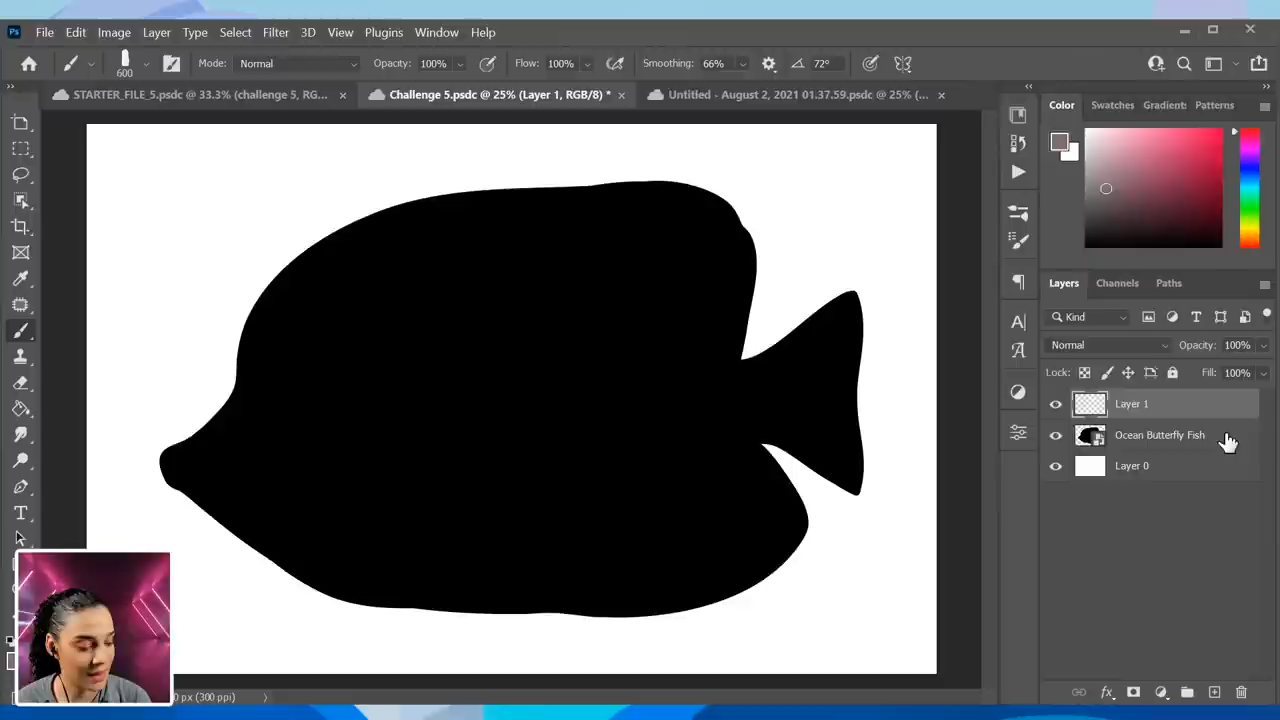 Ps File Edit Image Layer Type Select Filter 3D View Plugins Window Help
600 Mode: Normal Opacity: 100% Flow: 100% Smoothing: 66% 72°
STARTER_FILE_5.psdc @ 33.3% (challenge 5, RG... Challenge 5.psdc @ 25% (Layer 1, RGB/8) * Untitled - August 2, 2021 01.37.59.psdc @ 25% (...
Color Swatches Gradient: Patterns
Layers Channels Paths
Kind
Normal Opacity: 100%
Lock: Fill: 100%
Layer 1
Ocean Butterfly Fish
Layer 0
fx
px (300 ppi)